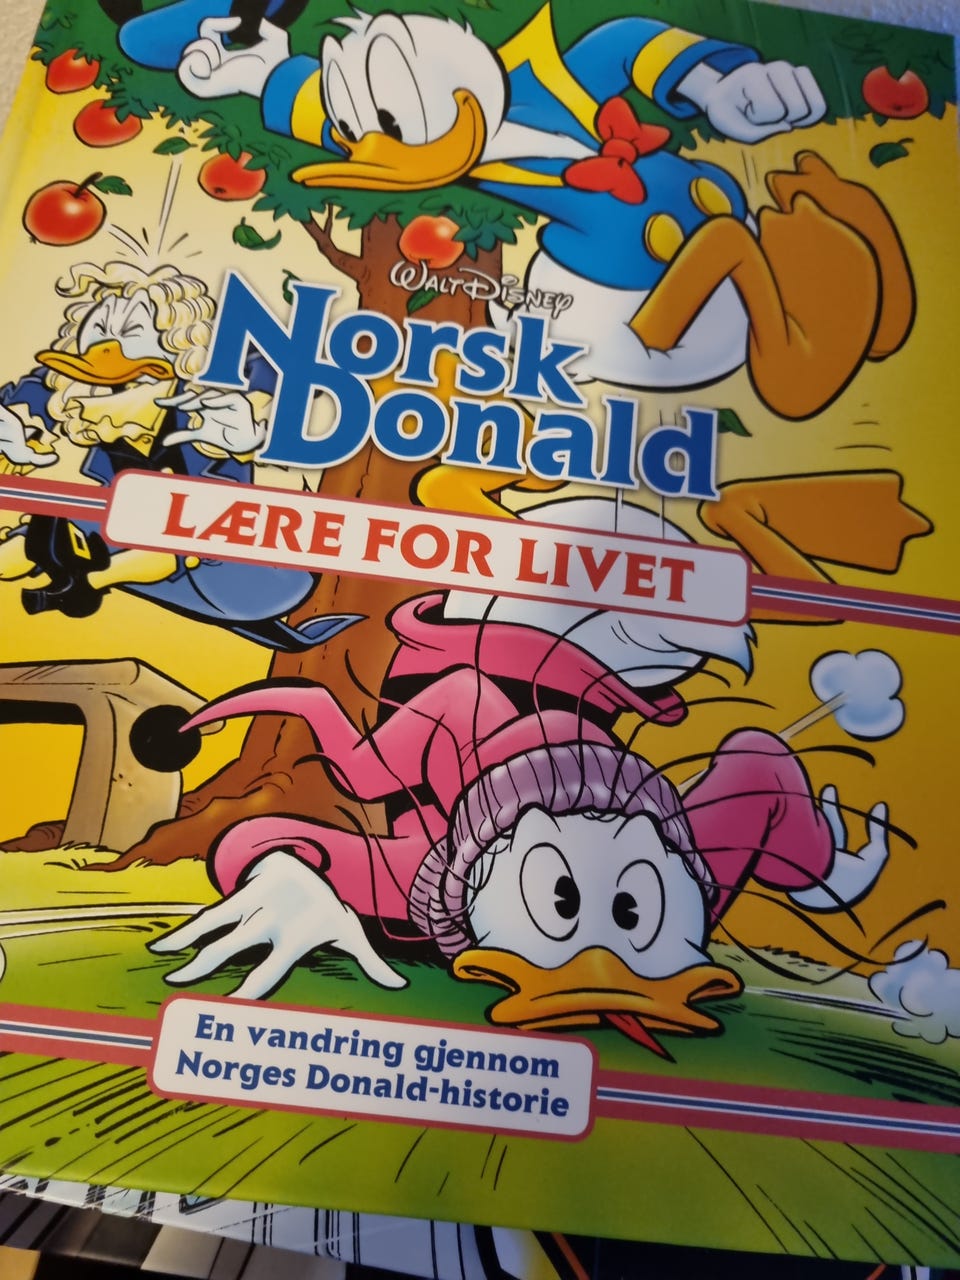 WALT DISNEY
NORSK
DONALD
LÆRE FOR LIVET
En vandring gjennom
Norges Donald-historie